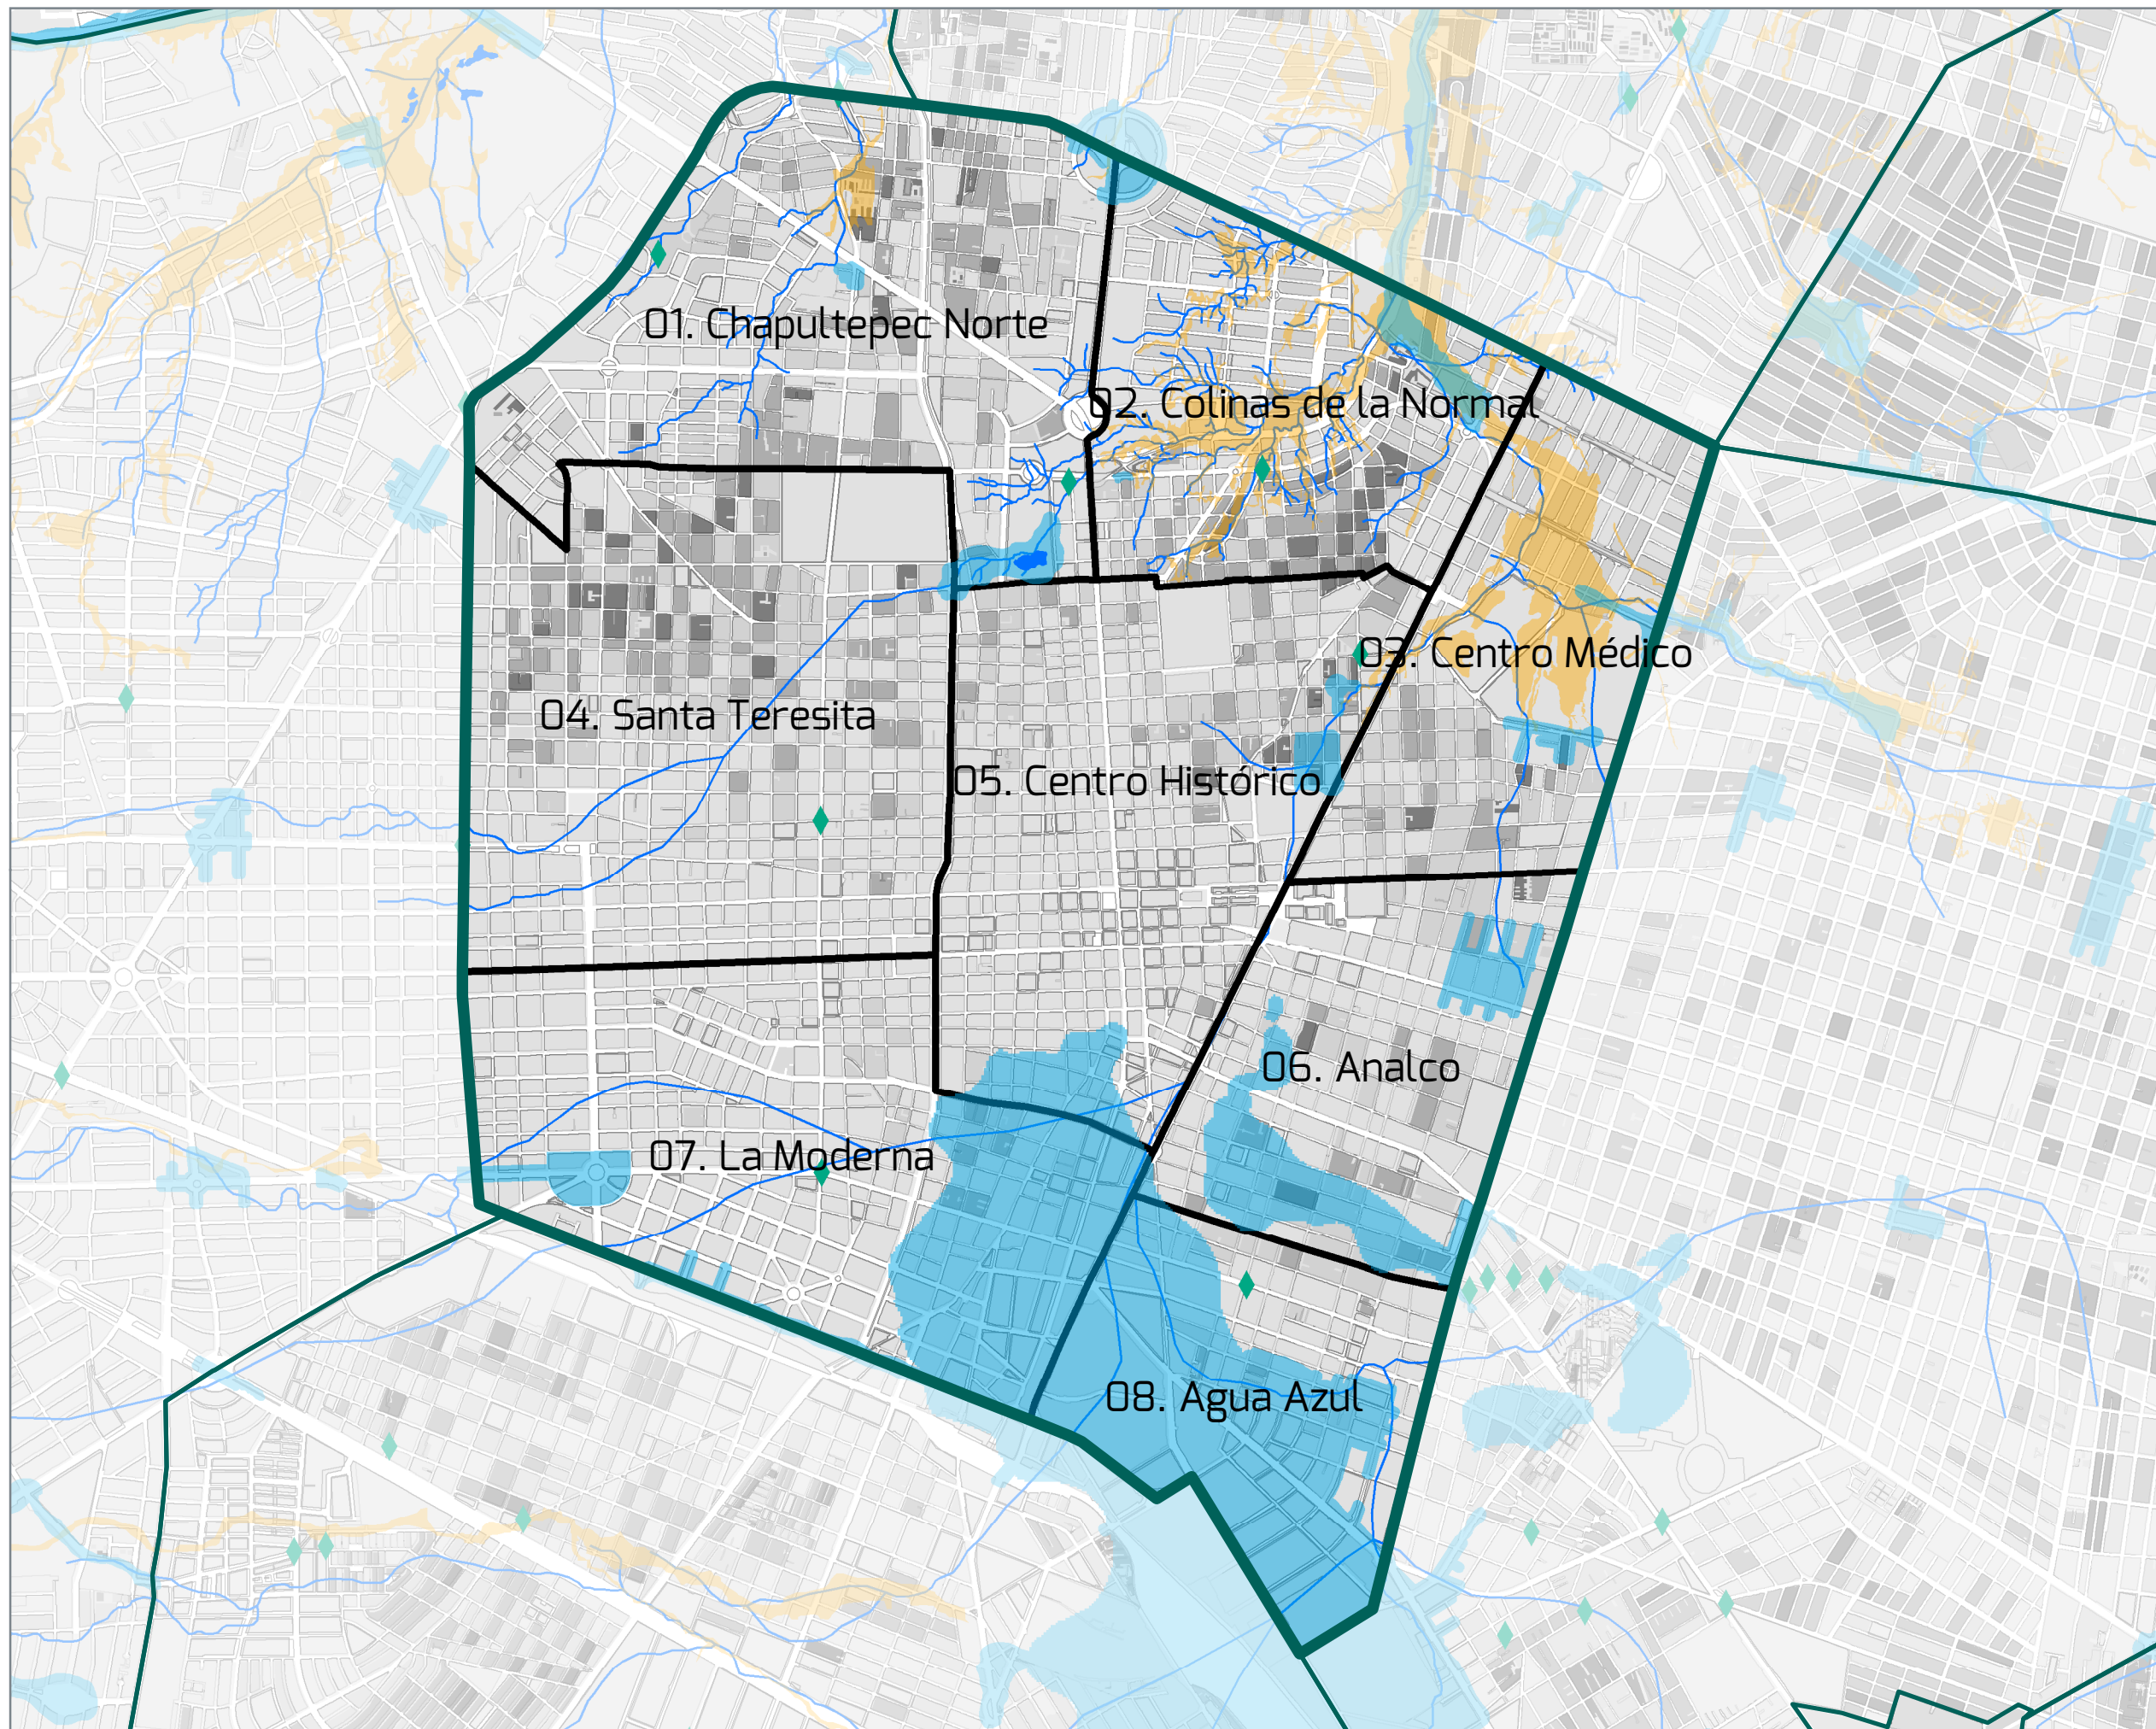 01. Chapultepec Norte
02. Colinas de la Normal
03. Centro Médico
04. Santa Teresita
05. Centro Histórico
06. Analco
07. La Moderna
08. Agua Azul